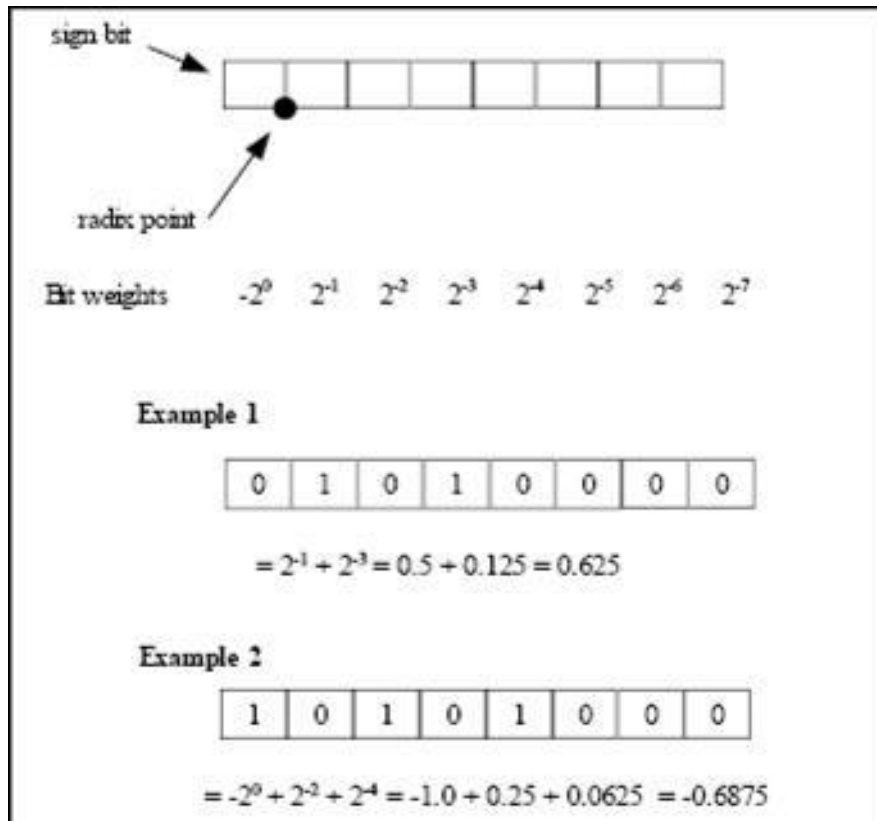 sign bit
radix point
Bit weights -2⁰ 2⁻¹ 2⁻² 2⁻³ 2⁻⁴ 2⁻⁵ 2⁻⁶ 2⁻⁷
Example 1
0 1 0 1 0 0 0 0
= 2⁻¹ + 2⁻³ = 0.5 + 0.125 = 0.625
Example 2
1 0 1 0 1 0 0 0
= -2⁰ + 2⁻² + 2⁻⁴ = -1.0 + 0.25 + 0.0625 = -0.6875